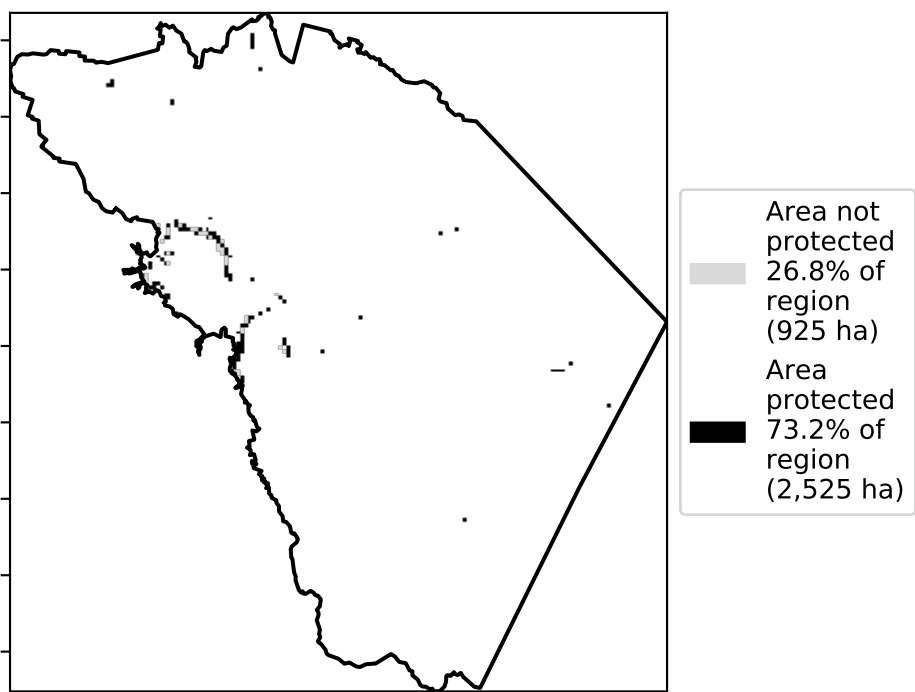 Area not
protected
26.8% of
region
(925 ha)
Area
protected
73.2% of
region
(2,525 ha)